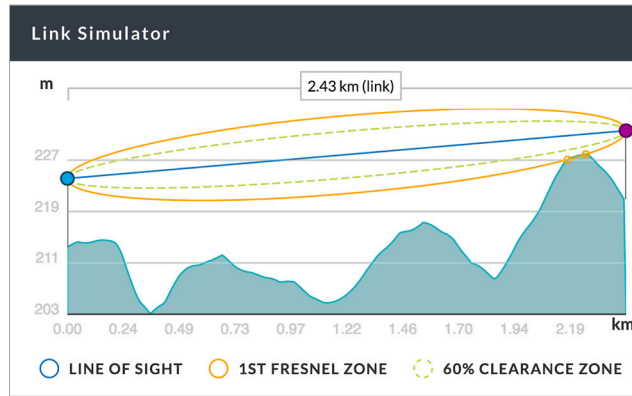 Link Simulator
m
2.43 km (link)
227
219
211
203
0.00 0.24 0.49 0.73 0.97 1.22 1.46 1.70 1.94 2.19 km
LINE OF SIGHT 1ST FRESNEL ZONE 60% CLEARANCE ZONE